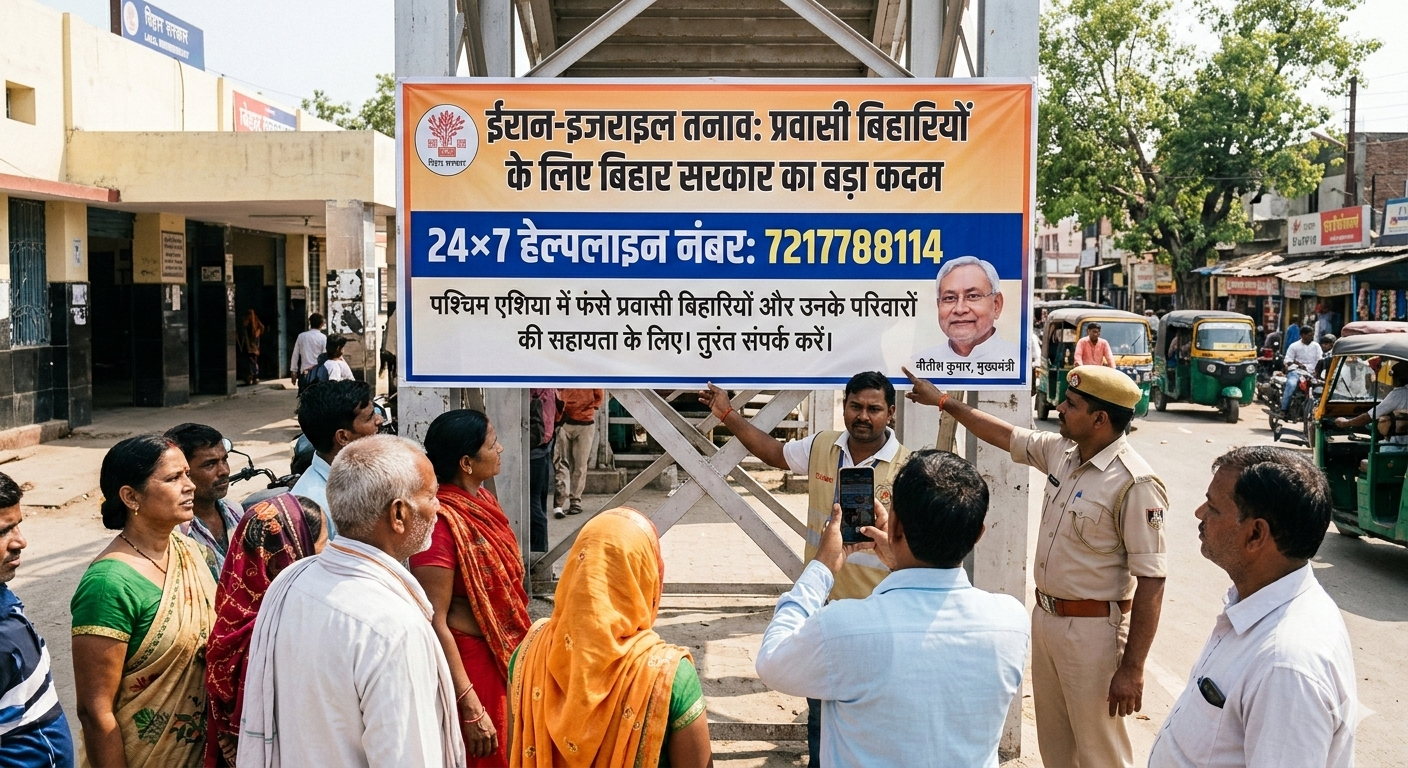 बिहार सरकार
ईरान-इजराइल तनाव: प्रवासी बिहारियों
के लिए बिहार सरकार का बड़ा कदम
24×7 हेल्पलाइन नंबर: 7217788114
पश्चिम एशिया में फंसे प्रवासी बिहारियों और उनके परिवारों
की सहायता के लिए। तुरंत संपर्क करें।
नीतीश कुमार, मुख्यमंत्री